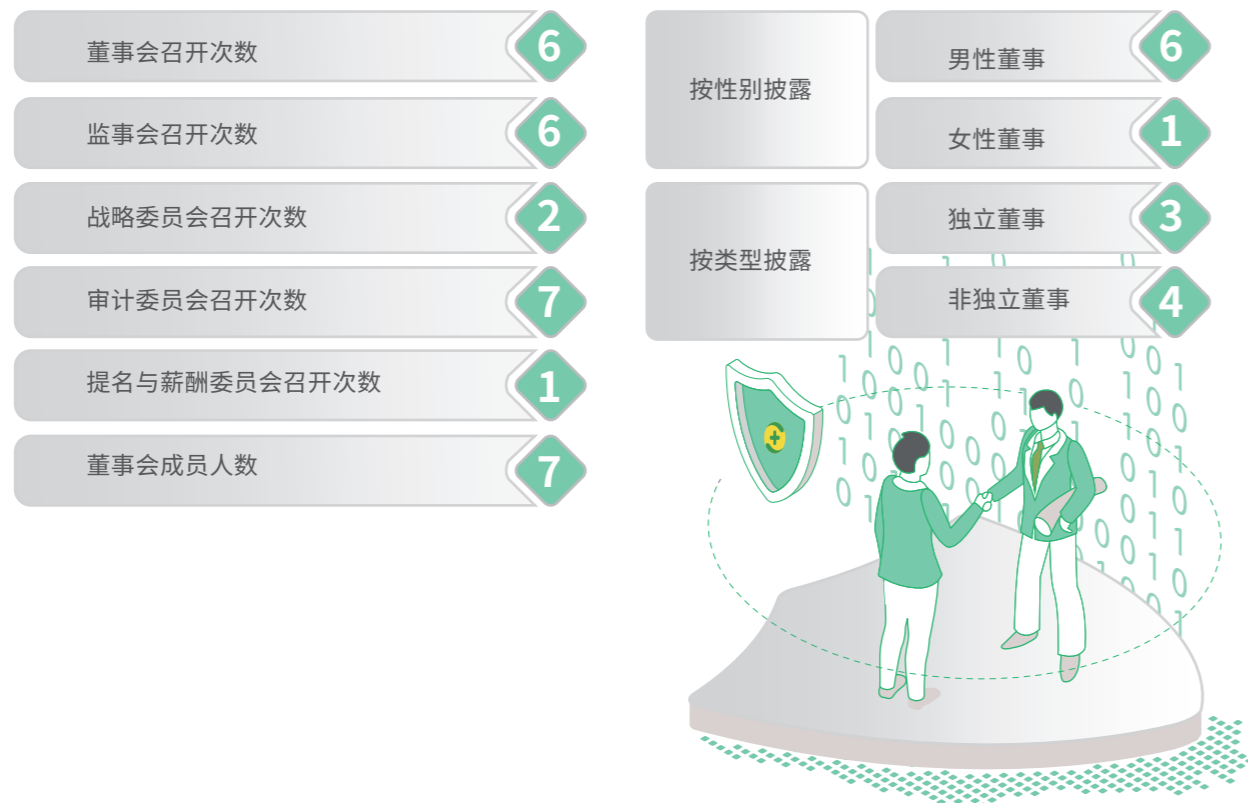 董事会召开次数 6
监事会召开次数 6
战略委员会召开次数 2
审计委员会召开次数 7
提名与薪酬委员会召开次数 1
董事会成员人数 7
按性别披露
男性董事 6
女性董事 1
按类型披露
独立董事 3
非独立董事 4